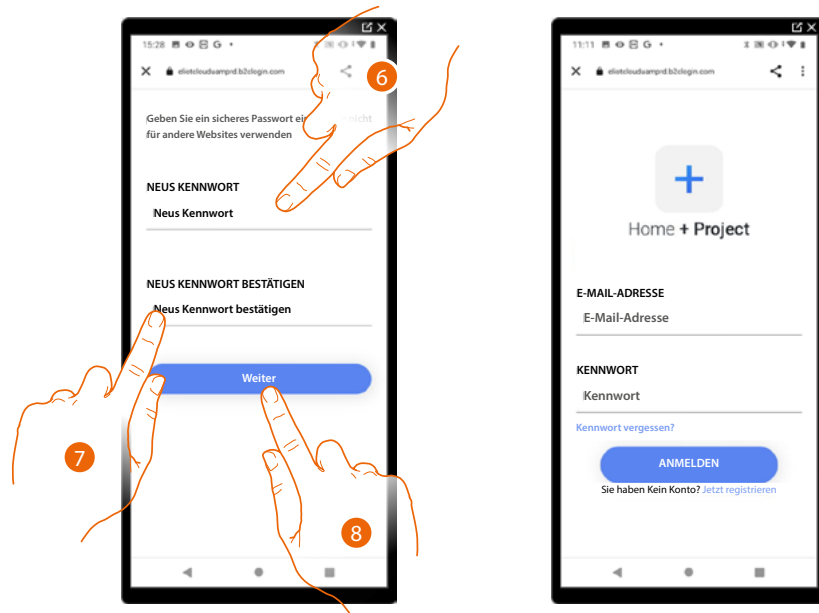 15:28
eliotclouduamprd.b2clogin.com
Geben Sie ein sicheres Passwort ein nicht
für andere Websites verwenden
NEUS KENNWORT
Neus Kennwort
NEUS KENNWORT BESTÄTIGEN
Neus Kennwort bestätigen
Weiter
6
7
8
11:11
eliotclouduamprd.b2clogin.com
Home + Project
E-MAIL-ADRESSE
E-Mail-Adresse
KENNWORT
Kennwort
Kennwort vergessen?
ANMELDEN
Sie haben Kein Konto? Jetzt registrieren